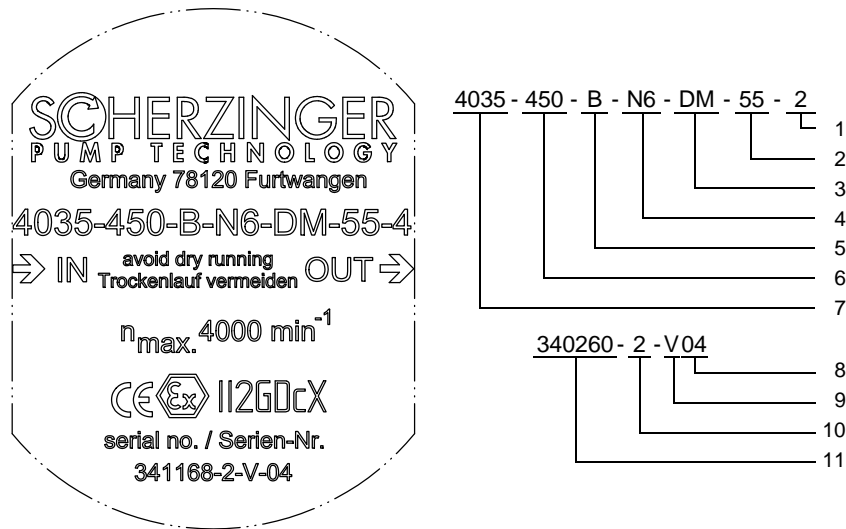 SCHERZINGER
PUMP TECHNOLOGY
Germany 78120 Furtwangen
4035-450-B-N6-DM-55-4
IN avoid dry running OUT
Trockenlauf vermeiden
nmax. 4000 min-1
CE Ex II2GDcX
serial no. / Serien-Nr.
341168-2-V-04
4035 - 450 - B - N6 - DM - 55 - 2
1
2
3
4
5
6
7
340260 - 2 - V 04
8
9
10
11